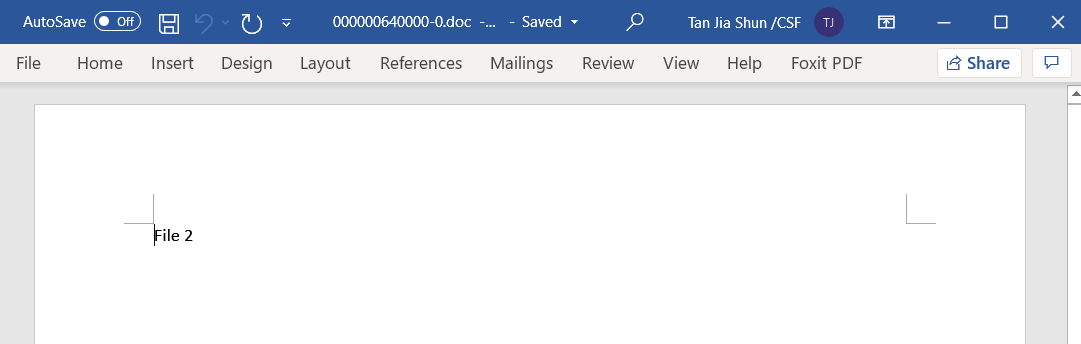 AutoSave Off 000000640000-0.doc -... - Saved Tan Jia Shun /CSF TJ
File Home Insert Design Layout References Mailings Review View Help Foxit PDF Share
File 2